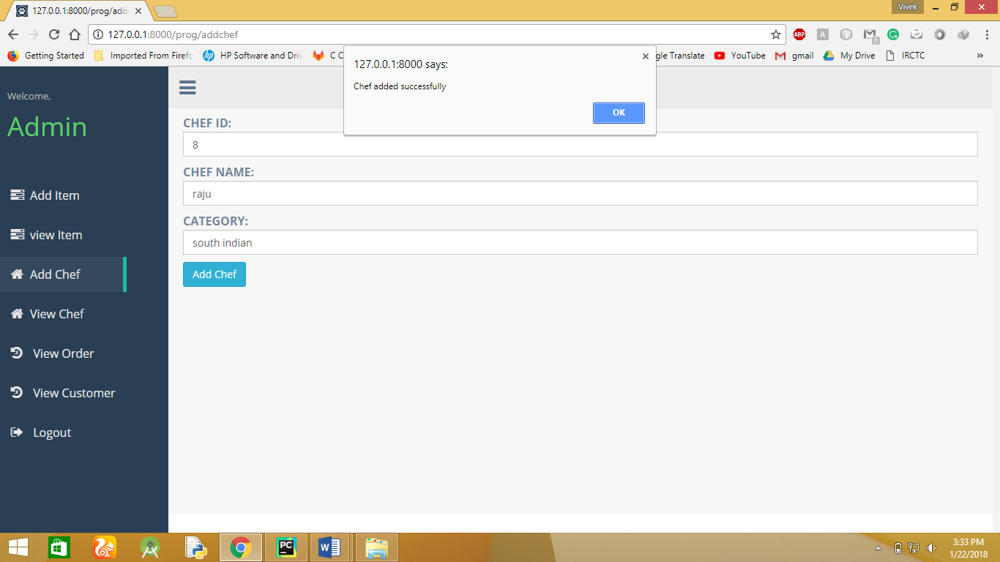 127.0.0.1:8000/prog/add
Vivek
127.0.0.1:8000/prog/addchef
ABP
A
?
G
Getting Started
Imported From Firefo
HP Software and Driv
C C
gle Translate
YouTube
gmail
My Drive
IRCTC
»
127.0.0.1:8000 says:
Chef added successfully
OK
Welcome,
Admin
Add Item
view Item
Add Chef
View Chef
View Order
View Customer
Logout
CHEF ID:
8
CHEF NAME:
raju
CATEGORY:
south indian
Add Chef
PC
W
3:33 PM
1/22/2018